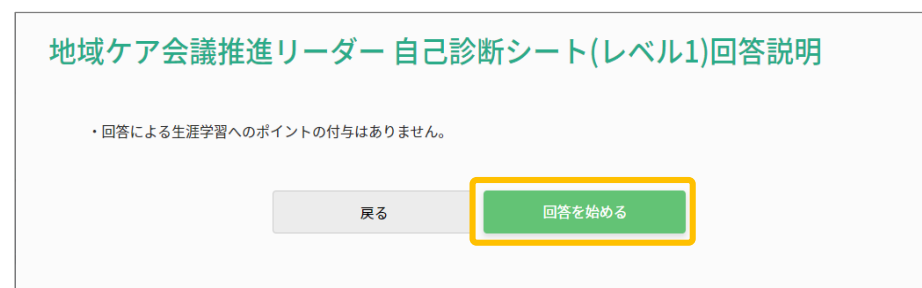 地域ケア会議推進リーダー 自己診断シート(レベル1)回答説明
・回答による生涯学習へのポイントの付与はありません。
戻る
回答を始める